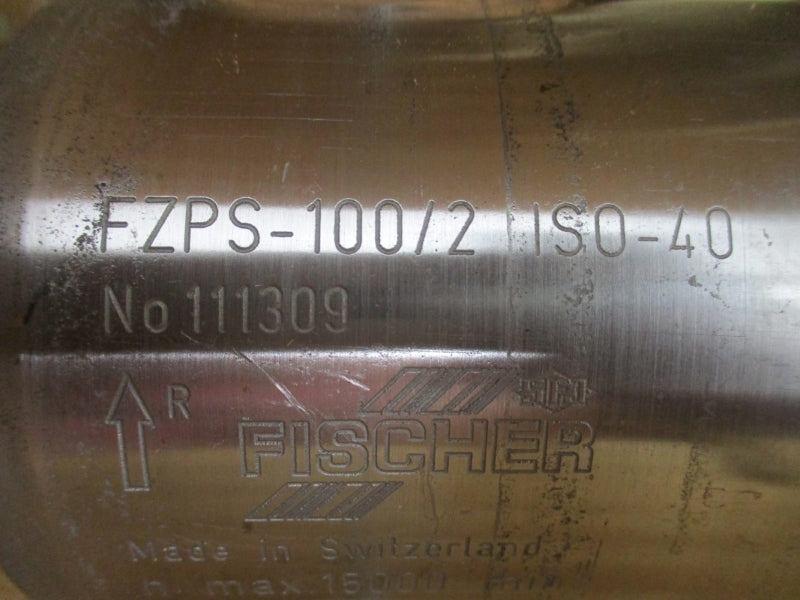 FZPS-100/2 ISO-40
No 111309
R
FISCHER
Made in Switzerland
n. max. 15000